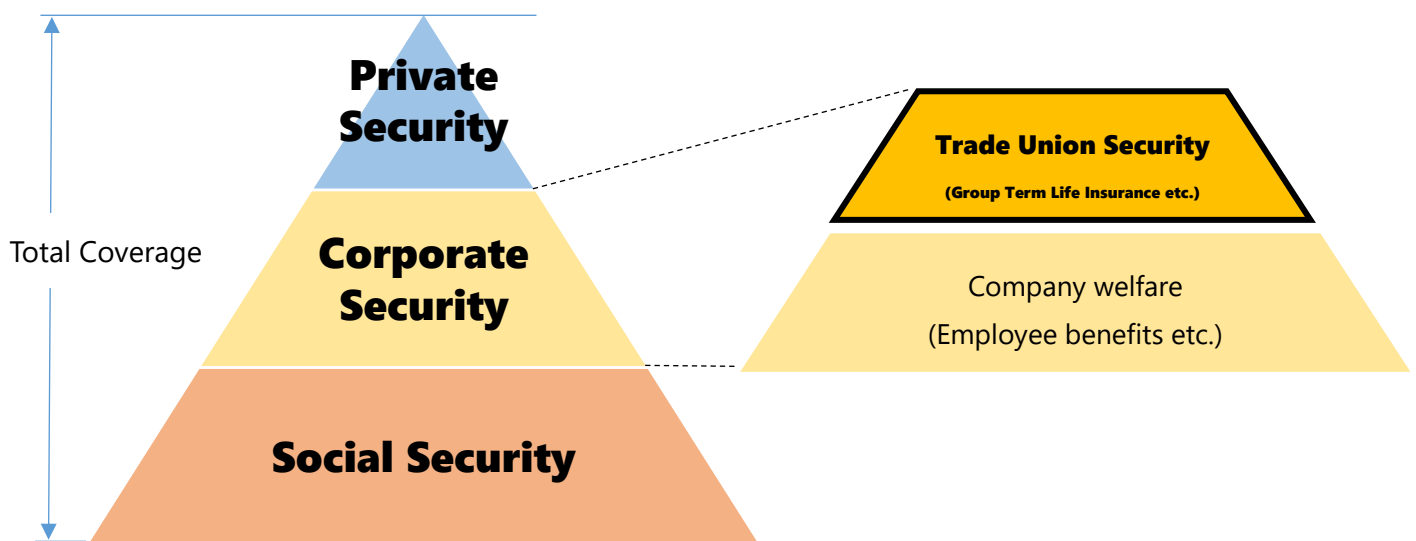 Private
Security
Trade Union Security
(Group Term Life Insurance etc.)
Total Coverage
Corporate
Security
Company welfare
(Employee benefits etc.)
Social Security